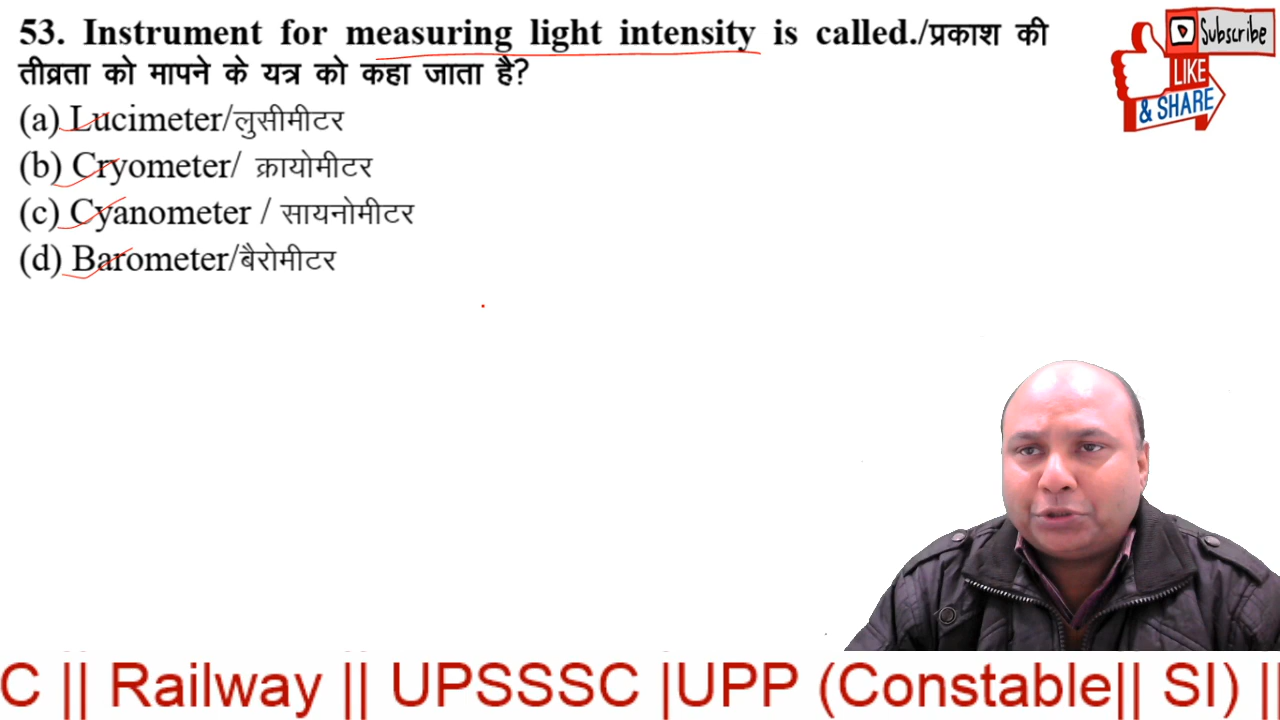 53. Instrument for measuring light intensity is called./प्रकाश की
तीव्रता को मापने के यत्र को कहा जाता है?
(a) Lucimeter/लुसीमीटर
(b) Cryometer/ क्रायोमीटर
(c) Cyanometer / सायनोमीटर
(d) Barometer/बैरोमीटर
Subscribe
LIKE
& SHARE
C || Railway || UPSSSC |UPP (Constable|| SI) ||